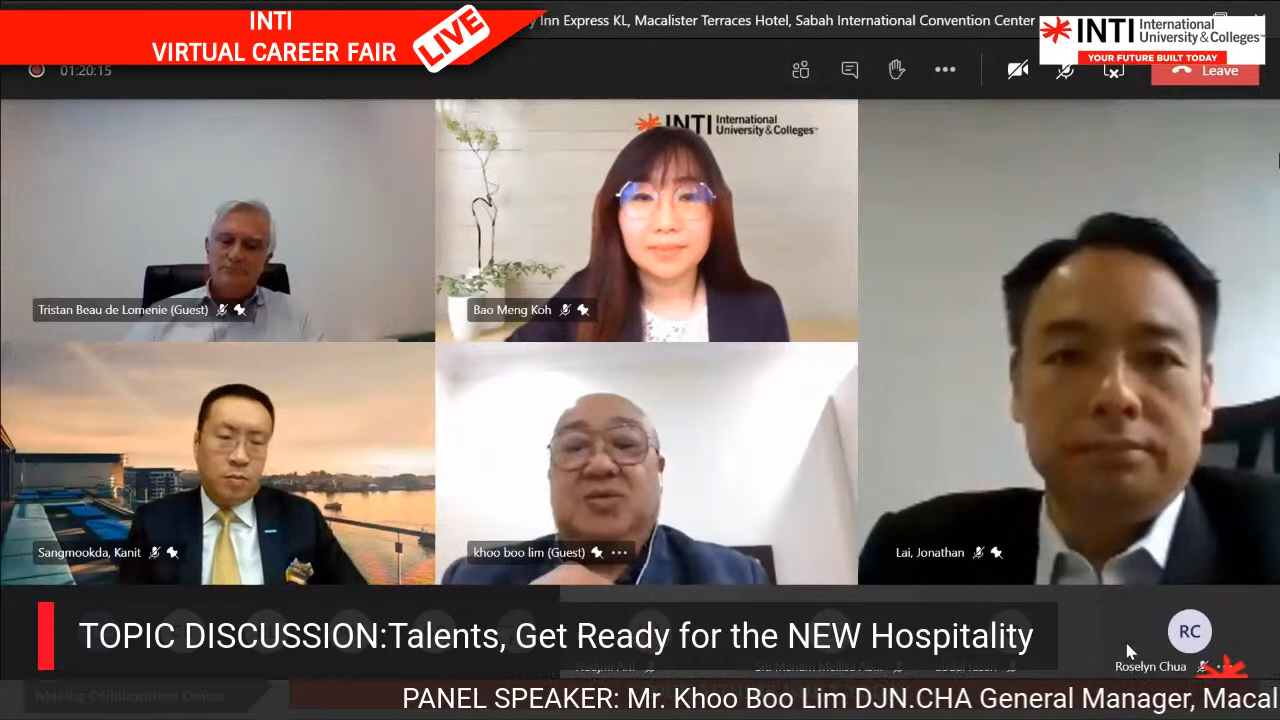 INTI
VIRTUAL CAREER FAIR
LIVE
Inn Express KL, Macalister Terraces Hotel, Sabah International Convention Center
INTI International University & Colleges
YOUR FUTURE BUILT TODAY
01:20:15
Leave
INTI International University & Colleges
Tristan Beau de Lomenie (Guest)
Bao Meng Koh
Sangmookda, Kanit
khoo boo lim (Guest)
Lai, Jonathan
TOPIC DISCUSSION:Talents, Get Ready for the NEW Hospitality
RC
Roselyn Chua
PANEL SPEAKER: Mr. Khoo Boo Lim DJN.CHA General Manager, Macal